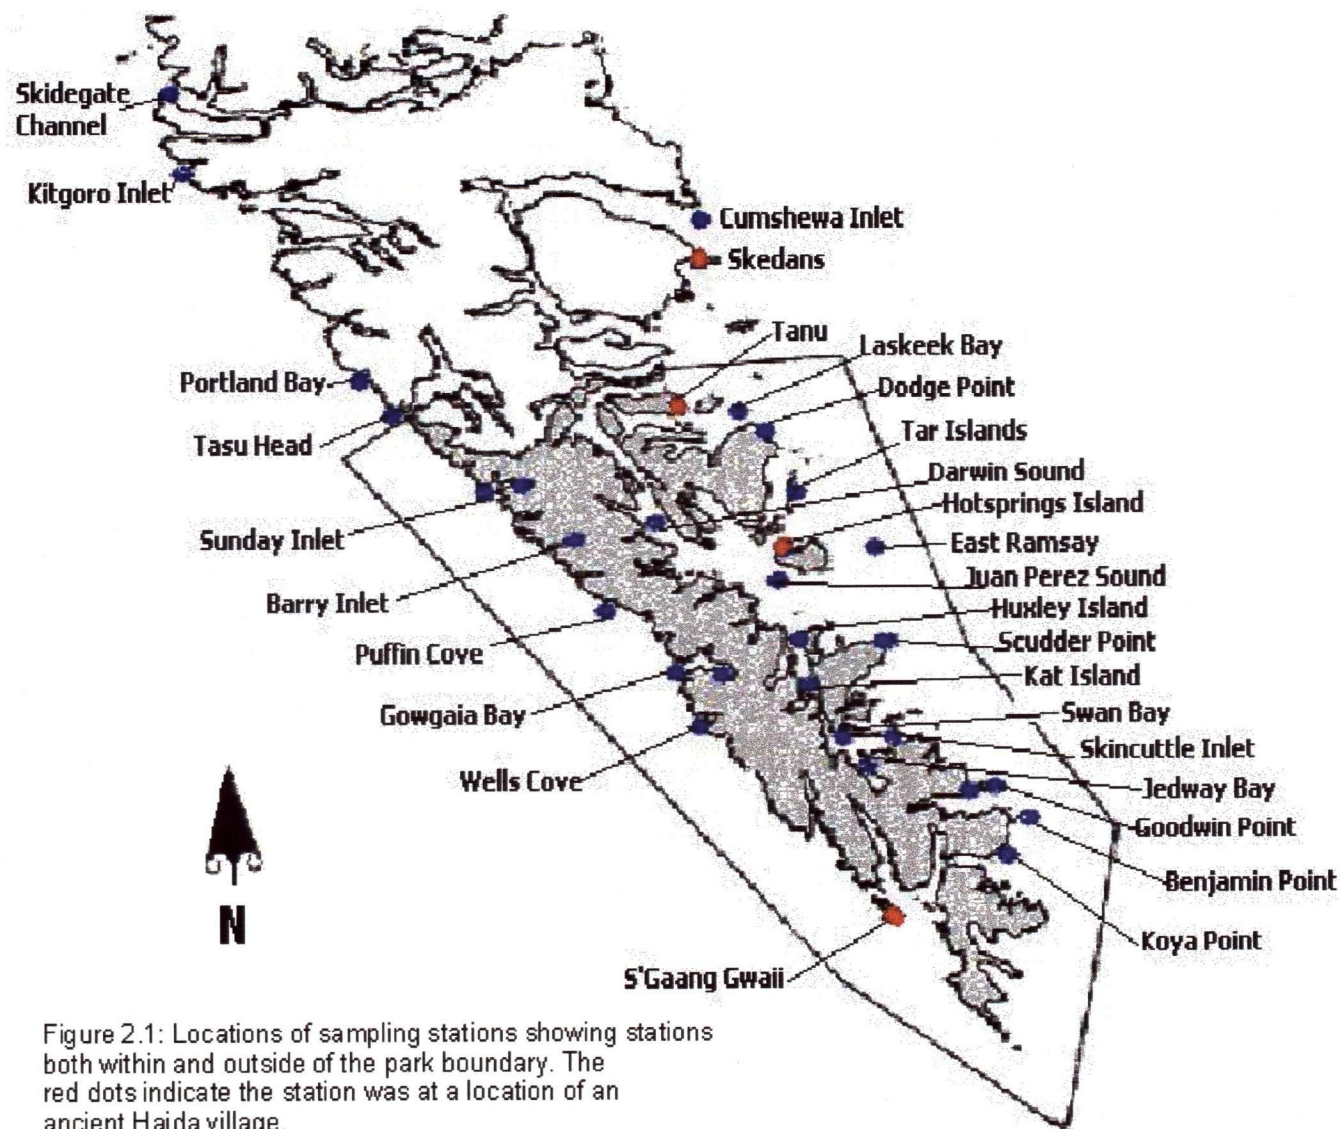 Skidegate
Channel
Kitgoro Inlet
Cumshewa Inlet
Skedans
Tanu
Laskeek Bay
Portland Bay
Dodge Point
Tasu Head
Tar Islands
Darwin Sound
Hotsprings Island
Sunday Inlet
East Ramsay
Juan Perez Sound
Barry Inlet
Huxley Island
Puffin Cove
Scudder Point
Kat Island
Gowgaia Bay
Swan Bay
Skincuttle Inlet
Wells Cove
Jedway Bay
Goodwin Point
Benjamin Point
N
Koya Point
S'Gaang Gwaii
Figure 2.1: Locations of sampling stations showing stations
both within and outside of the park boundary. The
red dots indicate the station was at a location of an
ancient Haida village.